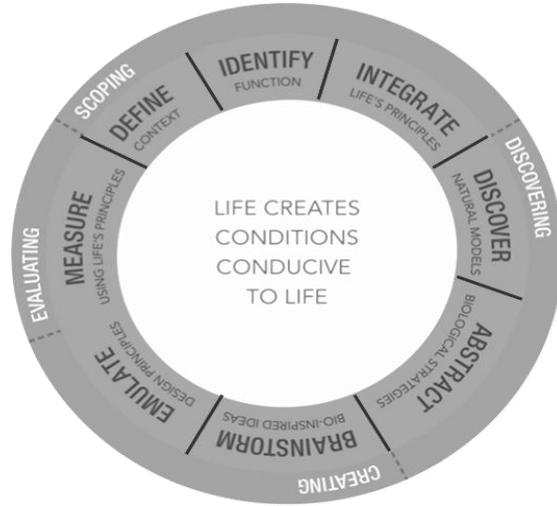 SCOPING
DEFINE
CONTEXT
IDENTIFY
FUNCTION
INTEGRATE
LIFE'S PRINCIPLES
DISCOVERING
DISCOVER
NATURAL MODELS
ABSTRACT
BIOLOGICAL STRATEGIES
CREATING
BRAINSTORM
BIO-INSPIRED IDEAS
EMULATE
DESIGN PRINCIPLES
EVALUATING
MEASURE
USING LIFE'S PRINCIPLES
LIFE CREATES
CONDITIONS
CONDUCIVE
TO LIFE